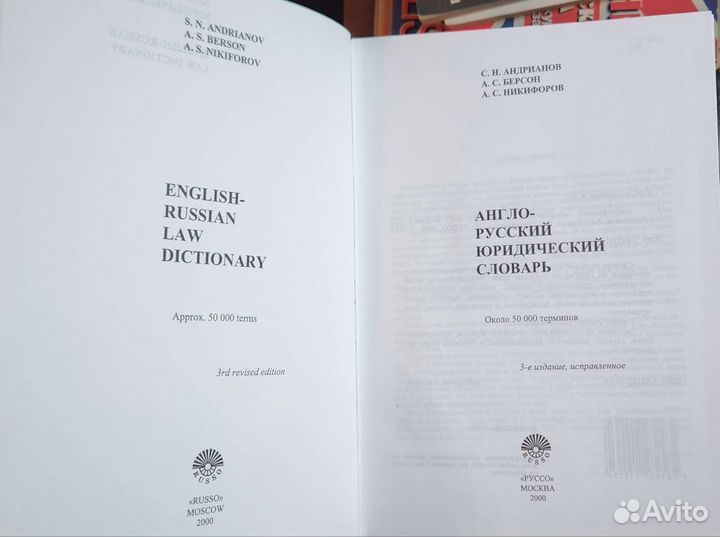 S. N. ANDRIANOV
A. S. BERSON
A. S. NIKIFOROV
ENGLISH-
RUSSIAN
LAW
DICTIONARY
Approx. 50 000 terms
3rd revised edition
RUSSO
«RUSSO»
MOSCOW
2000
С. Н. АНДРИАНОВ
А. С. БЕРСОН
А. С. НИКИФОРОВ
АНГЛО-
РУССКИЙ
ЮРИДИЧЕСКИЙ
СЛОВАРЬ
Около 50 000 терминов
3-е издание, исправленное
RUSSO
«РУССО»
МОСКВА
2000
Avito